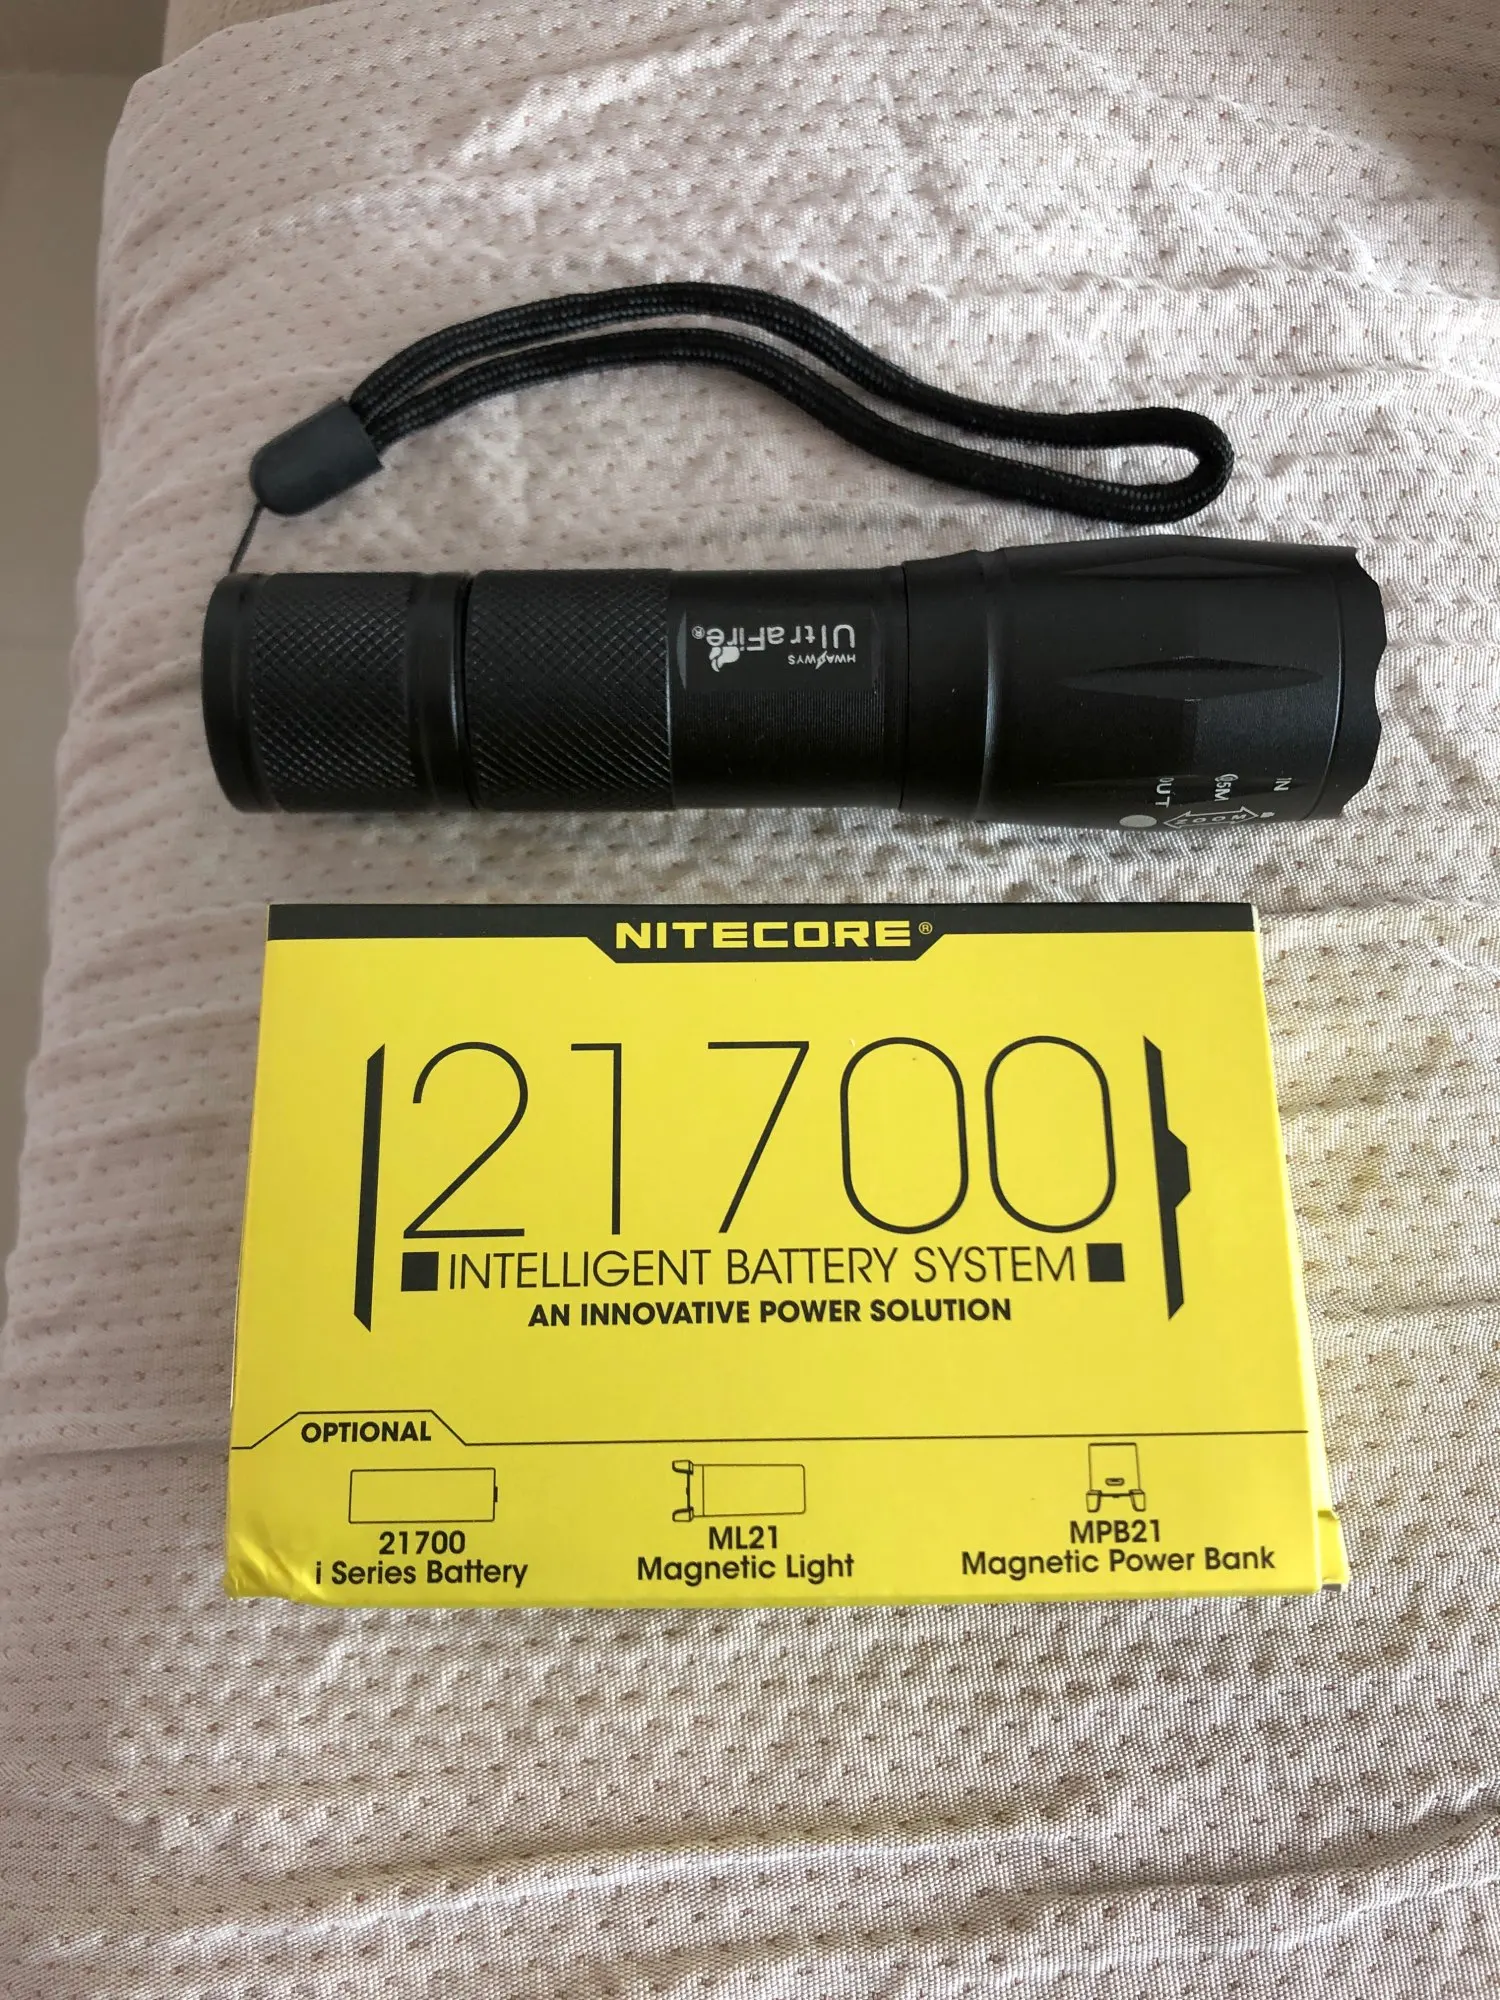 HWAWYS
UltraFire®
IN
OUT
ZOOM
NITECORE®
21700
INTELLIGENT BATTERY SYSTEM
AN INNOVATIVE POWER SOLUTION
OPTIONAL
21700
i Series Battery
ML21
Magnetic Light
MPB21
Magnetic Power Bank